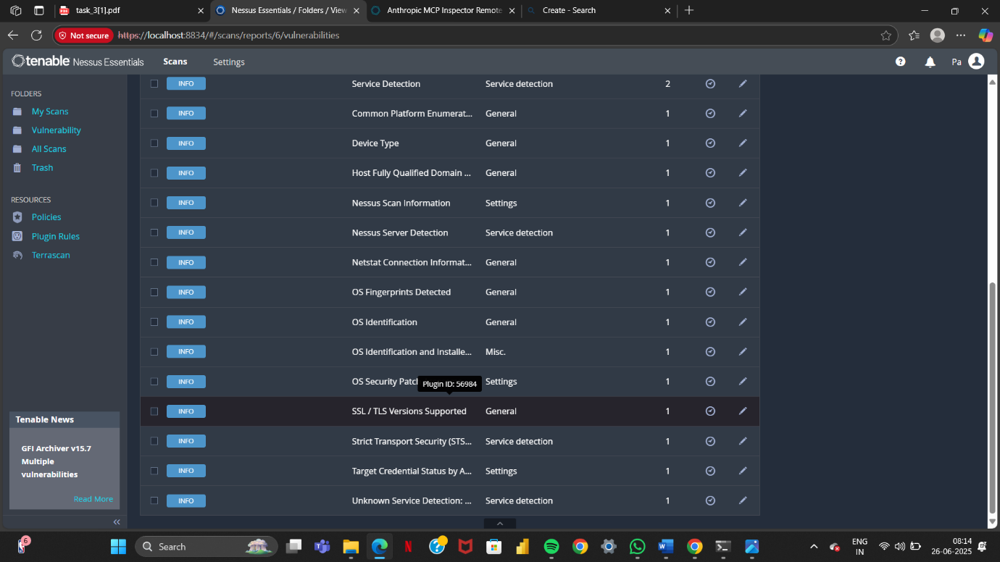 task_3[1].pdf
Nessus Essentials / Folders / View
Anthropic MCP Inspector Remote
Create - Search
Not secure https://localhost:8834/#/scans/reports/6/vulnerabilities
tenable Nessus Essentials Scans Settings ? Pa
FOLDERS
My Scans
Vulnerability
All Scans
Trash
RESOURCES
Policies
Plugin Rules
Terrascan
Tenable News
GFI Archiver v15.7
Multiple
vulnerabilities
Read More
INFO Service Detection Service detection 2
INFO Common Platform Enumerat... General 1
INFO Device Type General 1
INFO Host Fully Qualified Domain ... General 1
INFO Nessus Scan Information Settings 1
INFO Nessus Server Detection Service detection 1
INFO Netstat Connection Informat... General 1
INFO OS Fingerprints Detected General 1
INFO OS Identification General 1
INFO OS Identification and Installe... Misc. 1
INFO OS Security Patc Settings 1
Plugin ID: 56984
INFO SSL / TLS Versions Supported General 1
INFO Strict Transport Security (STS... Service detection 1
INFO Target Credential Status by A... Settings 1
INFO Unknown Service Detection: ... Service detection 1
6
Search
ENG
IN
08:14
26-06-2025